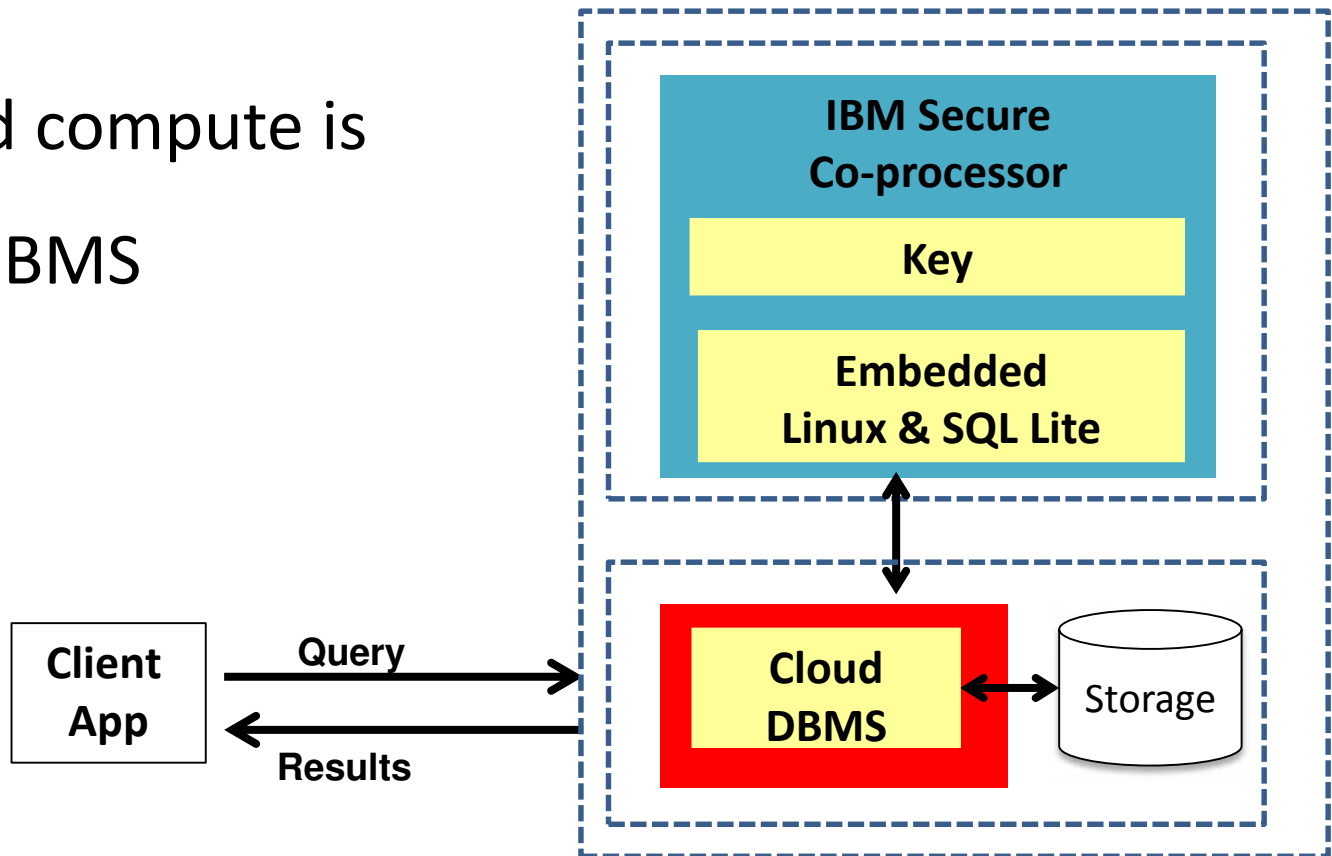 d compute is
BMS
IBM Secure
Co-processor
Key
Embedded
Linux & SQL Lite
Client
App
Query
Results
Cloud
DBMS
Storage